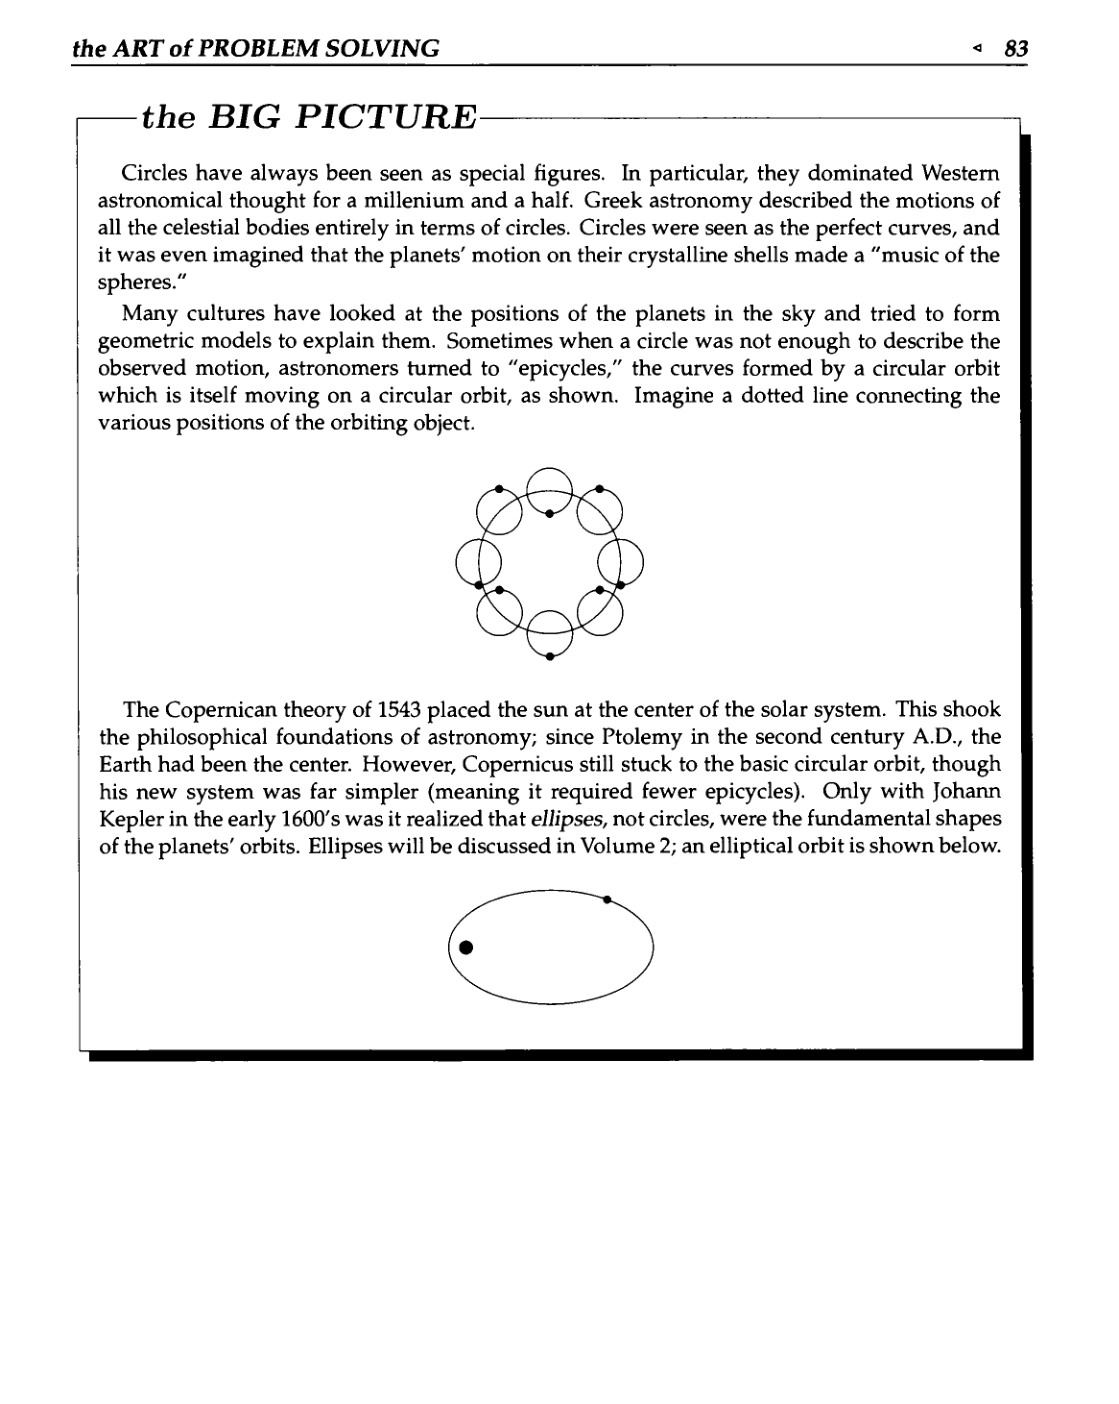 the ART of PROBLEM SOLVING ◃ 83
the BIG PICTURE
Circles have always been seen as special figures. In particular, they dominated Western
astronomical thought for a millenium and a half. Greek astronomy described the motions of
all the celestial bodies entirely in terms of circles. Circles were seen as the perfect curves, and
it was even imagined that the planets' motion on their crystalline shells made a "music of the
spheres."
Many cultures have looked at the positions of the planets in the sky and tried to form
geometric models to explain them. Sometimes when a circle was not enough to describe the
observed motion, astronomers turned to "epicycles," the curves formed by a circular orbit
which is itself moving on a circular orbit, as shown. Imagine a dotted line connecting the
various positions of the orbiting object.
The Copernican theory of 1543 placed the sun at the center of the solar system. This shook
the philosophical foundations of astronomy; since Ptolemy in the second century A.D., the
Earth had been the center. However, Copernicus still stuck to the basic circular orbit, though
his new system was far simpler (meaning it required fewer epicycles). Only with Johann
Kepler in the early 1600's was it realized that ellipses, not circles, were the fundamental shapes
of the planets' orbits. Ellipses will be discussed in Volume 2; an elliptical orbit is shown below.